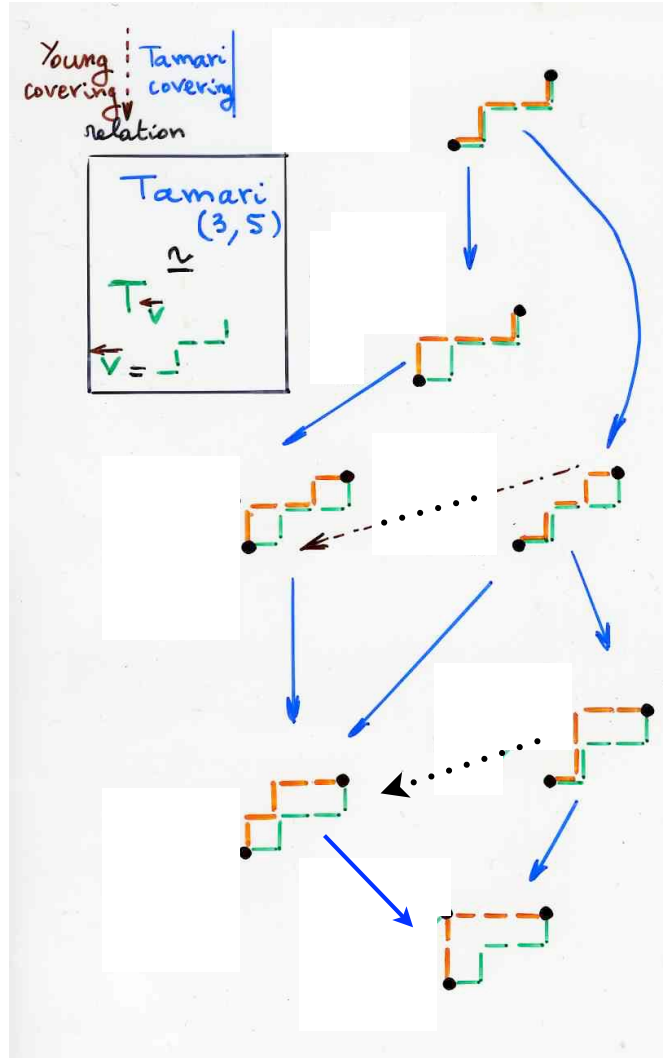 Young Tamari
covering covering
relation
Tamari
(3,5)
≃
T v
v =